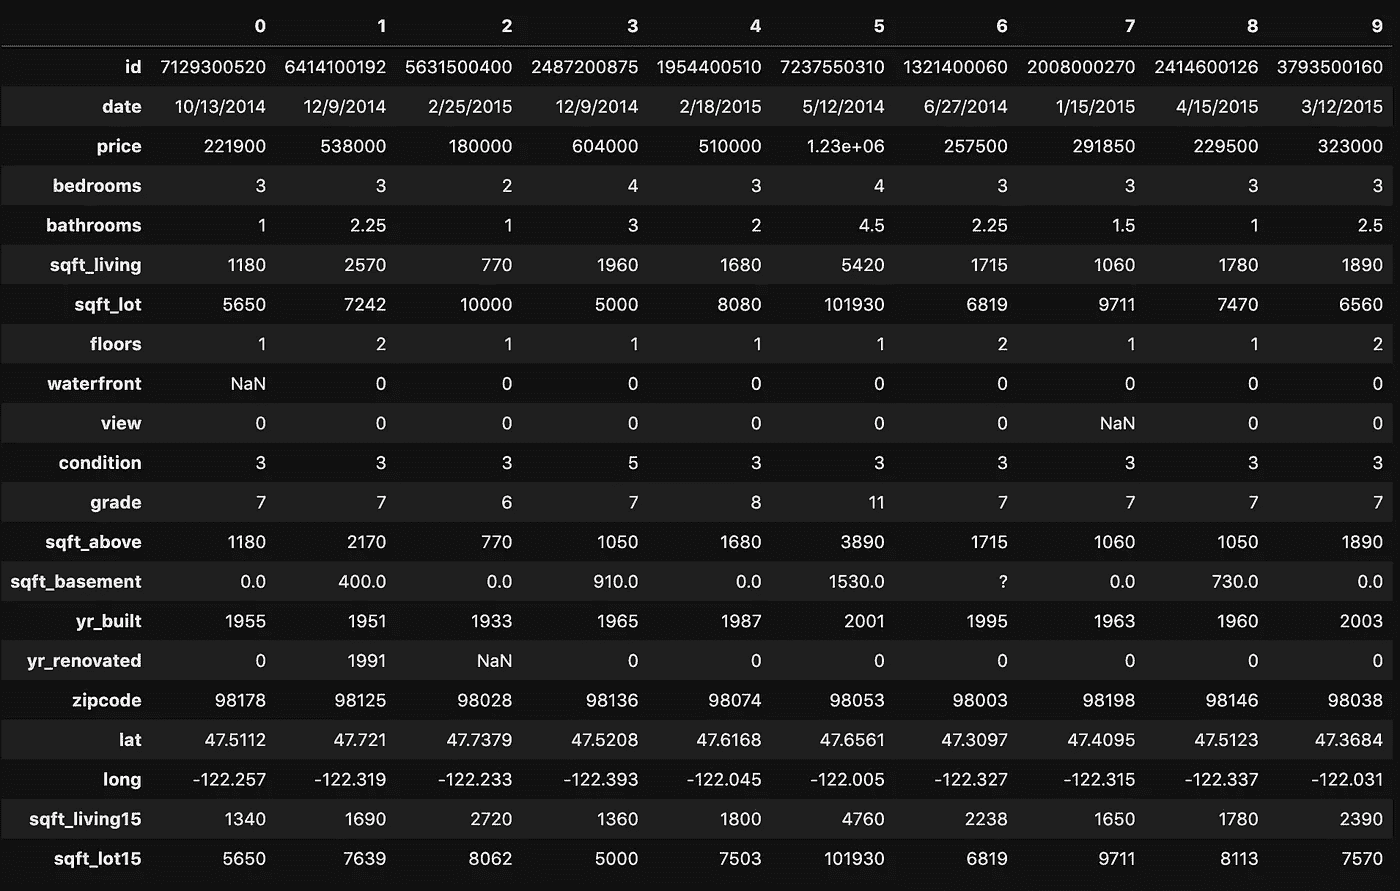 0 1 2 3 4 5 6 7 8 9
id 7129300520 6414100192 5631500400 2487200875 1954400510 7237550310 1321400060 2008000270 2414600126 3793500160
date 10/13/2014 12/9/2014 2/25/2015 12/9/2014 2/18/2015 5/12/2014 6/27/2014 1/15/2015 4/15/2015 3/12/2015
price 221900 538000 180000 604000 510000 1.23e+06 257500 291850 229500 323000
bedrooms 3 3 2 4 3 4 3 3 3 3
bathrooms 1 2.25 1 3 2 4.5 2.25 1.5 1 2.5
sqft_living 1180 2570 770 1960 1680 5420 1715 1060 1780 1890
sqft_lot 5650 7242 10000 5000 8080 101930 6819 9711 7470 6560
floors 1 2 1 1 1 1 2 1 1 2
waterfront NaN 0 0 0 0 0 0 0 0 0
view 0 0 0 0 0 0 0 NaN 0 0
condition 3 3 3 5 3 3 3 3 3 3
grade 7 7 6 7 8 11 7 7 7 7
sqft_above 1180 2170 770 1050 1680 3890 1715 1060 1050 1890
sqft_basement 0.0 400.0 0.0 910.0 0.0 1530.0 ? 0.0 730.0 0.0
yr_built 1955 1951 1933 1965 1987 2001 1995 1963 1960 2003
yr_renovated 0 1991 NaN 0 0 0 0 0 0 0
zipcode 98178 98125 98028 98136 98074 98053 98003 98198 98146 98038
lat 47.5112 47.721 47.7379 47.5208 47.6168 47.6561 47.3097 47.4095 47.5123 47.3684
long -122.257 -122.319 -122.233 -122.393 -122.045 -122.005 -122.327 -122.315 -122.337 -122.031
sqft_living15 1340 1690 2720 1360 1800 4760 2238 1650 1780 2390
sqft_lot15 5650 7639 8062 5000 7503 101930 6819 9711 8113 7570